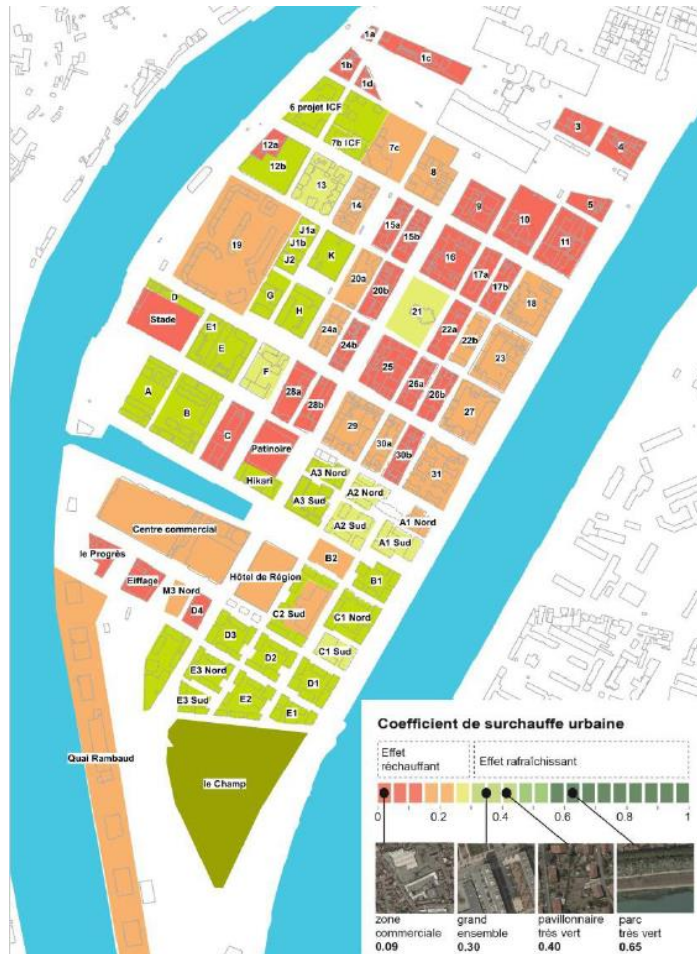 1a
1c
1b
1d
6 projet ICF
7b ICF
7c
8
3
4
12a
12b
13
14
9
10
5
11
15a
15b
16
17a
17b
18
19
J1a
J1b
J2
K
20a
20b
21
G
H
D
Stade
E1
E
F
24a
24b
22a
22b
23
25
26a
26b
27
A
B
C
28a
28b
29
30a
30b
31
Patinoire
Hikari
A3 Nord
A3 Sud
A2 Nord
A2 Sud
A1 Nord
A1 Sud
Centre commercial
le Progrès
Eiffage
M3 Nord
D4
Hôtel de Région
B2
B1
C2 Sud
C1 Nord
C1 Sud
D3
D2
D1
E3 Nord
E3 Sud
E2
E1
Quai Rambaud
le Champ
Coefficient de surchauffe urbaine
Effet
réchauffant
Effet rafraîchissant
0 0.2 0.4 0.6 0.8 1
zone
commerciale
0.09
grand
ensemble
0.30
pavillonnaire
très vert
0.40
parc
très vert
0.65